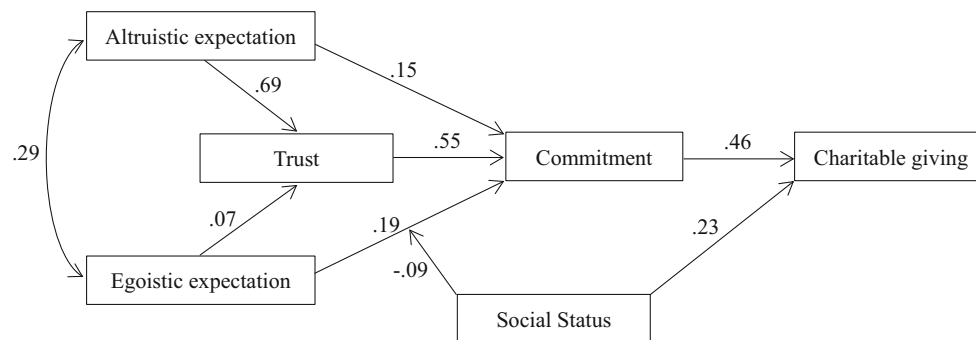 Altruistic expectation
.15
.69
.29
Trust
.55
Commitment
.46
Charitable giving
.07
.19
.23
-.09
Egoistic expectation
Social Status